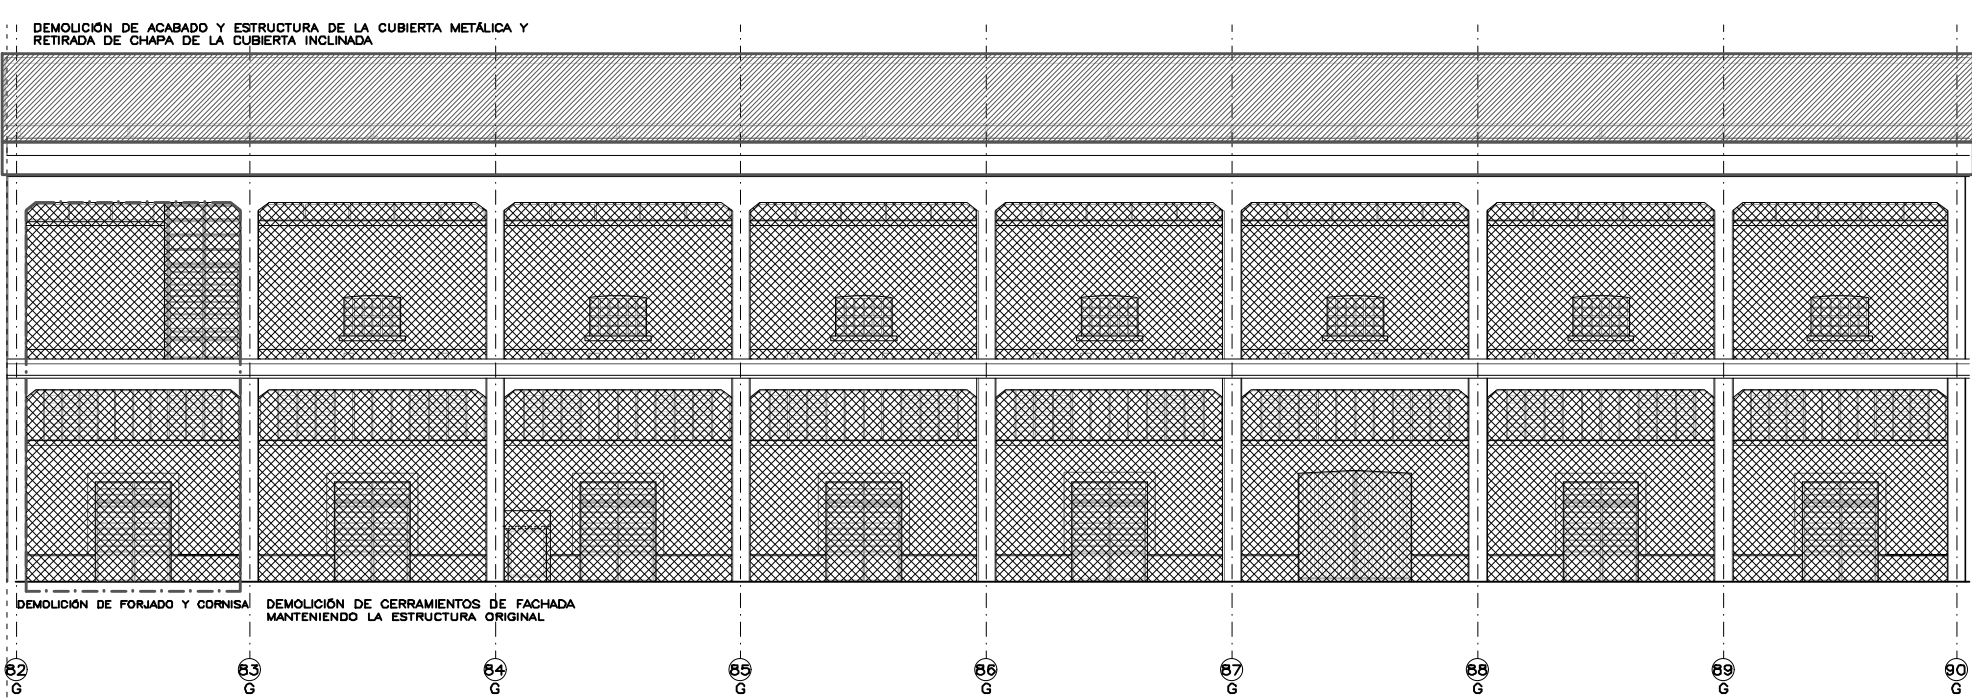 DEMOLICIÓN DE ACABADO Y ESTRUCTURA DE LA CUBIERTA METÁLICA Y
RETIRADA DE CHAPA DE LA CUBIERTA INCLINADA
DEMOLICIÓN DE FORJADO Y CORNISA
DEMOLICIÓN DE CERRAMIENTOS DE FACHADA
MANTENIENDO LA ESTRUCTURA ORIGINAL
82 83 84 85 86 87 88 89 90
G G G G G G G G G